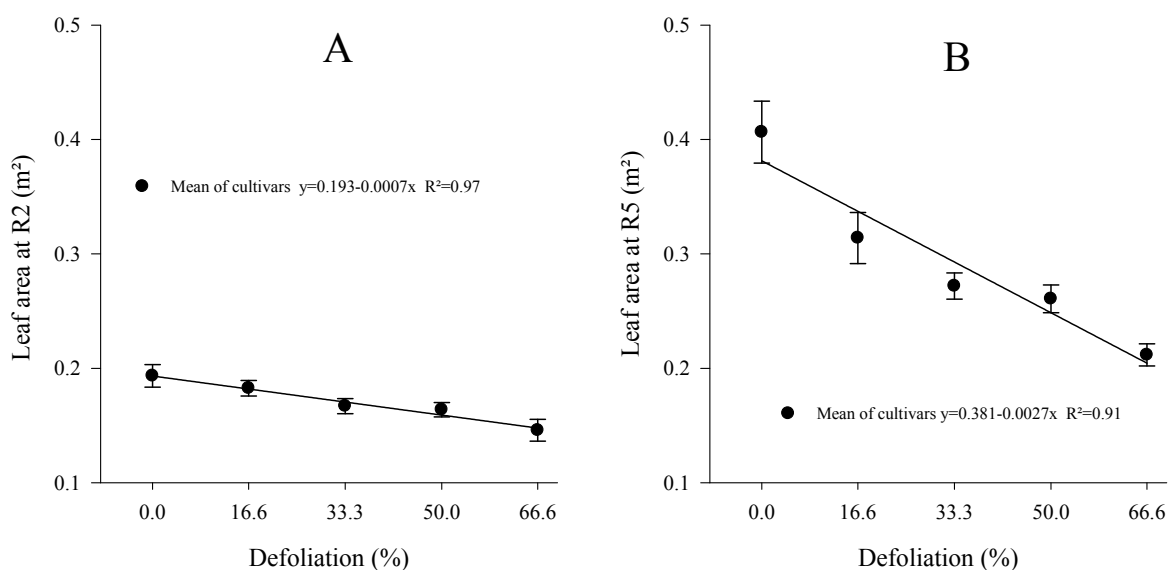 A
Leaf area at R2 (m²)
0.5
0.4
0.3
0.2
0.1
Mean of cultivars y=0.193-0.0007x R²=0.97
0.0 16.6 33.3 50.0 66.6
Defoliation (%)
B
Leaf area at R5 (m²)
0.5
0.4
0.3
0.2
0.1
Mean of cultivars y=0.381-0.0027x R²=0.91
0.0 16.6 33.3 50.0 66.6
Defoliation (%)